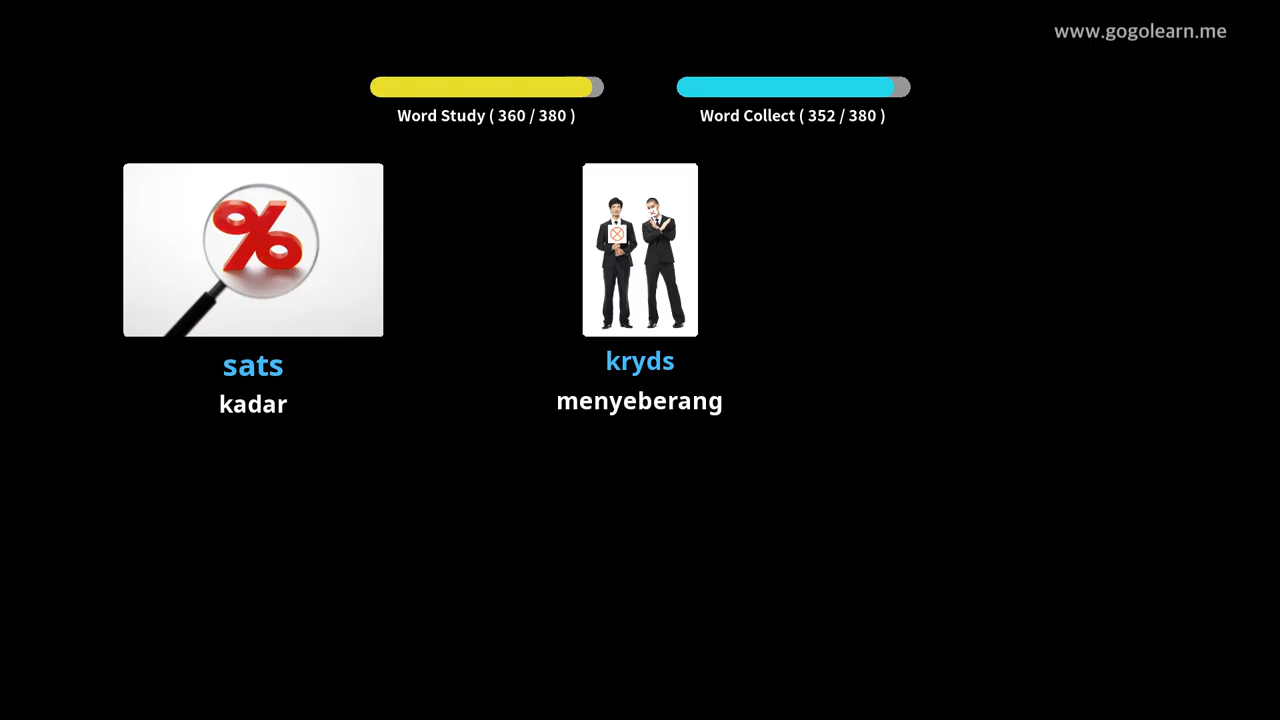 www.gogolearn.me
Word Study ( 360 / 380 )
Word Collect ( 352 / 380 )
%
sats
kadar
kryds
menyeberang